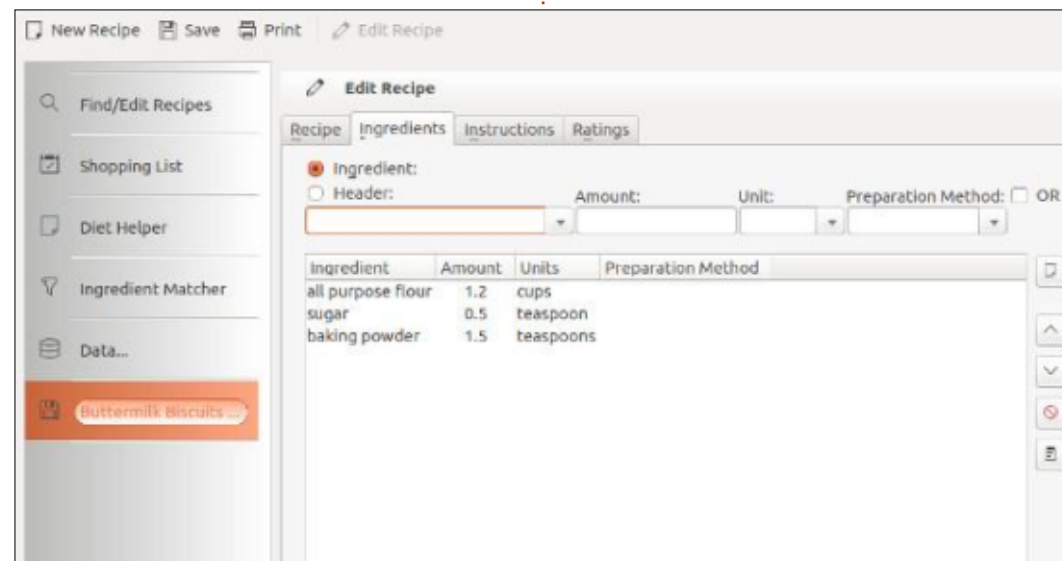 New Recipe Save Print Edit Recipe
Find/Edit Recipes
Shopping List
Diet Helper
Ingredient Matcher
Data...
Buttermilk Biscuits ...
Edit Recipe
Recipe Ingredients Instructions Ratings
Ingredient:
Header: Amount: Unit: Preparation Method: OR
Ingredient Amount Units Preparation Method
all purpose flour 1.2 cups
sugar 0.5 teaspoon
baking powder 1.5 teaspoons